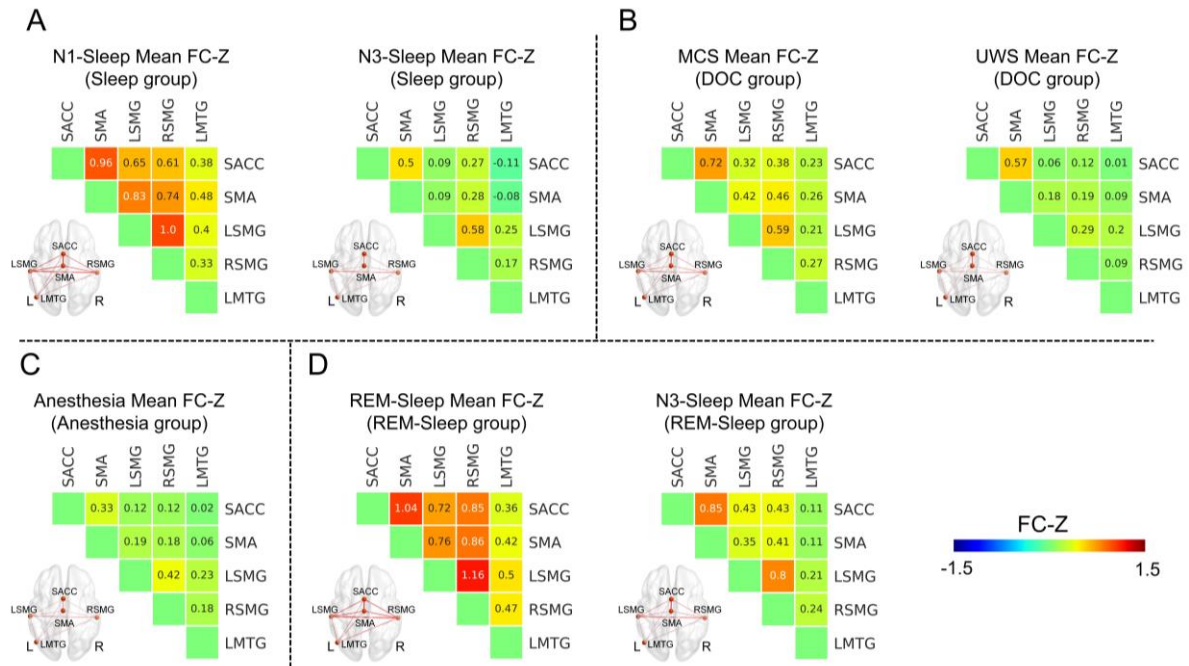 A
B
N1-Sleep Mean FC-Z
(Sleep group)
N3-Sleep Mean FC-Z
(Sleep group)
MCS Mean FC-Z
(DOC group)
UWS Mean FC-Z
(DOC group)
SACC SMA LSMG RSMG LMTG
0.96 0.65 0.61 0.38 SACC
0.83 0.74 0.48 SMA
1.0 0.4 LSMG
0.33 RSMG
LMTG
SACC
LSMG RSMG
SMA
L LMTG R
SACC SMA LSMG RSMG LMTG
0.5 0.09 0.27 -0.11 SACC
0.09 0.28 -0.08 SMA
0.58 0.25 LSMG
0.17 RSMG
LMTG
SACC
LSMG RSMG
SMA
L LMTG R
SACC SMA LSMG RSMG LMTG
0.72 0.32 0.38 0.23 SACC
0.42 0.46 0.26 SMA
0.59 0.21 LSMG
0.27 RSMG
LMTG
SACC
LSMG RSMG
SMA
L LMTG R
SACC SMA LSMG RSMG LMTG
0.57 0.06 0.12 0.01 SACC
0.18 0.19 0.09 SMA
0.29 0.2 LSMG
0.09 RSMG
LMTG
SACC
LSMG RSMG
SMA
L LMTG R
C
D
Anesthesia Mean FC-Z
(Anesthesia group)
REM-Sleep Mean FC-Z
(REM-Sleep group)
N3-Sleep Mean FC-Z
(REM-Sleep group)
SACC SMA LSMG RSMG LMTG
0.33 0.12 0.12 0.02 SACC
0.19 0.18 0.06 SMA
0.42 0.23 LSMG
0.18 RSMG
LMTG
SACC
LSMG RSMG
SMA
L LMTG R
SACC SMA LSMG RSMG LMTG
1.04 0.72 0.85 0.36 SACC
0.76 0.86 0.42 SMA
1.16 0.5 LSMG
0.47 RSMG
LMTG
SACC
LSMG RSMG
SMA
L LMTG R
SACC SMA LSMG RSMG LMTG
0.85 0.43 0.43 0.11 SACC
0.35 0.41 0.11 SMA
0.8 0.21 LSMG
0.24 RSMG
LMTG
SACC
LSMG RSMG
SMA
L LMTG R
FC-Z
-1.5 1.5